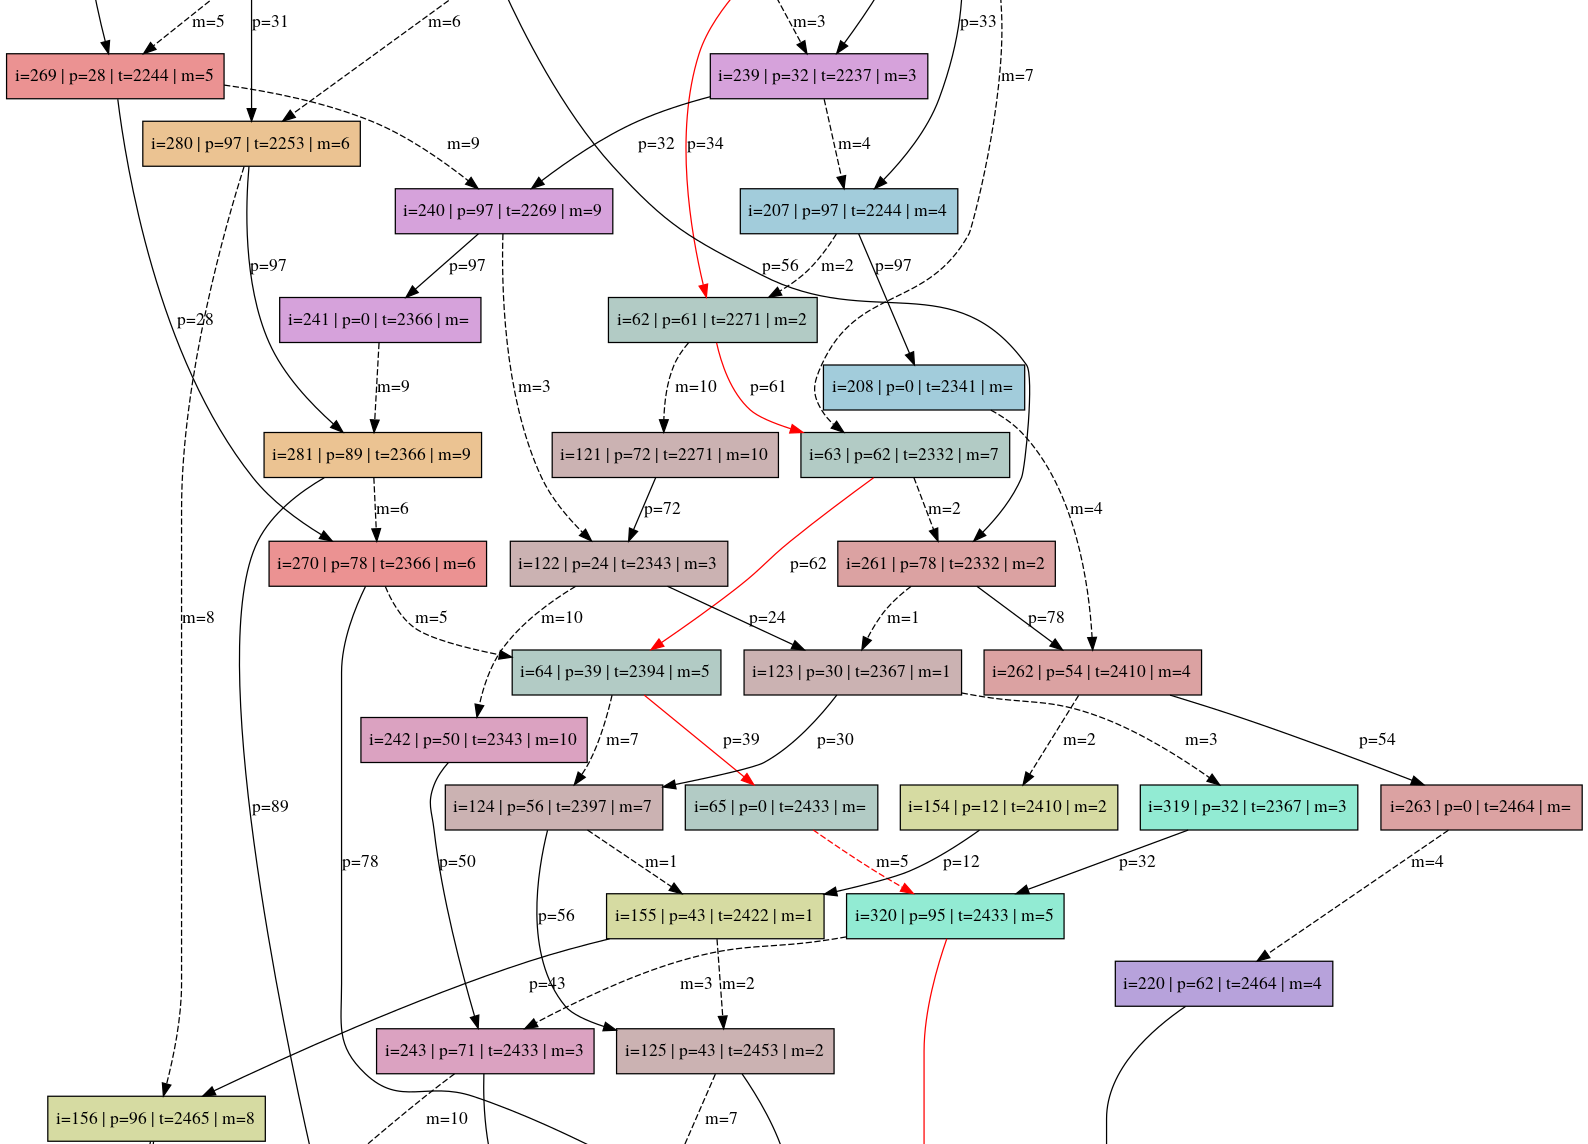 m=5
p=31
m=6
m=3
p=33
i=269 | p=28 | t=2244 | m=5
i=239 | p=32 | t=2237 | m=3
m=7
i=280 | p=97 | t=2253 | m=6
m=9
p=32
p=34
m=4
i=240 | p=97 | t=2269 | m=9
i=207 | p=97 | t=2244 | m=4
p=97
p=97
p=56
m=2
p=97
p=28
i=241 | p=0 | t=2366 | m=
i=62 | p=61 | t=2271 | m=2
m=9
m=3
m=10
p=61
i=208 | p=0 | t=2341 | m=
i=281 | p=89 | t=2366 | m=9
i=121 | p=72 | t=2271 | m=10
i=63 | p=62 | t=2332 | m=7
m=6
p=72
m=2
m=4
i=270 | p=78 | t=2366 | m=6
i=122 | p=24 | t=2343 | m=3
p=62
i=261 | p=78 | t=2332 | m=2
m=8
m=5
m=10
p=24
m=1
p=78
i=64 | p=39 | t=2394 | m=5
i=123 | p=30 | t=2367 | m=1
i=262 | p=54 | t=2410 | m=4
i=242 | p=50 | t=2343 | m=10
m=7
p=39
p=30
m=2
m=3
p=54
p=89
i=124 | p=56 | t=2397 | m=7
i=65 | p=0 | t=2433 | m=
i=154 | p=12 | t=2410 | m=2
i=319 | p=32 | t=2367 | m=3
i=263 | p=0 | t=2464 | m=
p=78
p=50
m=1
m=5
p=12
p=32
m=4
p=56
i=155 | p=43 | t=2422 | m=1
i=320 | p=95 | t=2433 | m=5
p=43
m=3
m=2
i=220 | p=62 | t=2464 | m=4
i=243 | p=71 | t=2433 | m=3
i=125 | p=43 | t=2453 | m=2
i=156 | p=96 | t=2465 | m=8
m=10
m=7